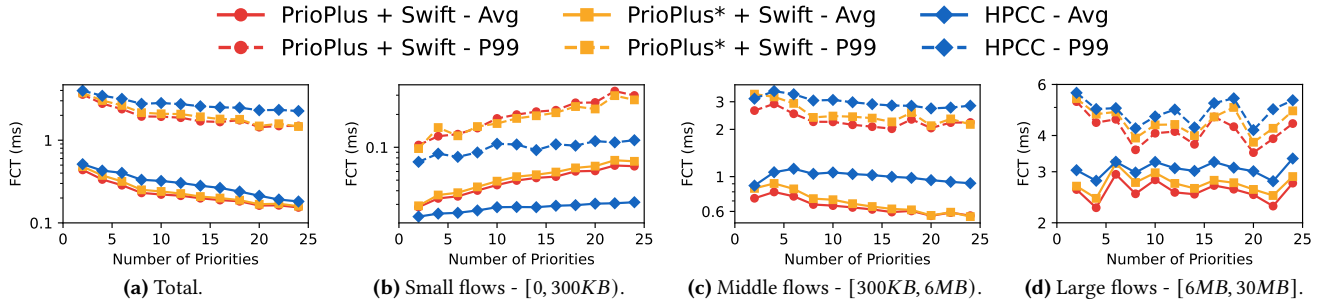 PrioPlus + Swift - Avg PrioPlus* + Swift - Avg HPCC - Avg
PrioPlus + Swift - P99 PrioPlus* + Swift - P99 HPCC - P99
FCT (ms)
1
0.1
0 5 10 15 20 25
Number of Priorities
(a) Total.
FCT (ms)
0.1
0 5 10 15 20 25
Number of Priorities
(b) Small flows - [0, 300KB).
FCT (ms)
3
2
1
0.6
0 5 10 15 20 25
Number of Priorities
(c) Middle flows - [300KB, 6MB).
FCT (ms)
6
4
3
2
0 5 10 15 20 25
Number of Priorities
(d) Large flows - [6MB, 30MB].